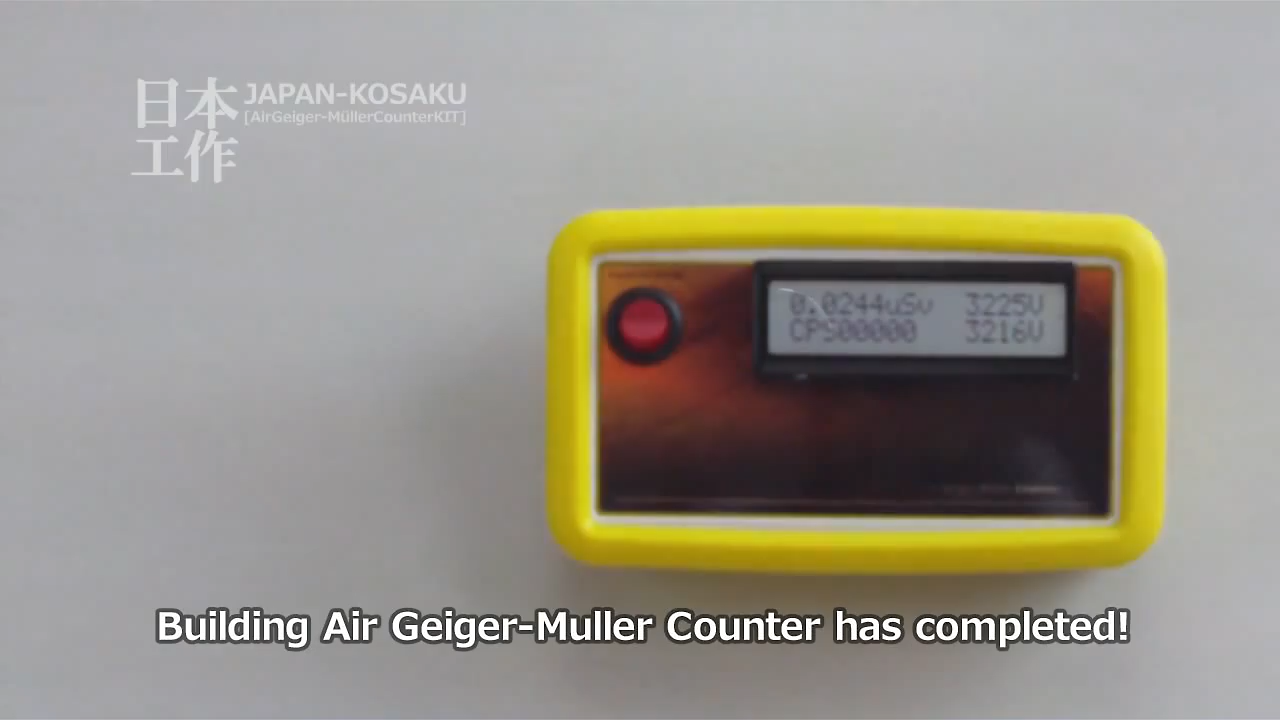 日本
工作
JAPAN-KOSAKU
[AirGeiger-MüllerCounterKIT]
0.0244uSv 3225V
CPS00000 3216V
Building Air Geiger-Muller Counter has completed!